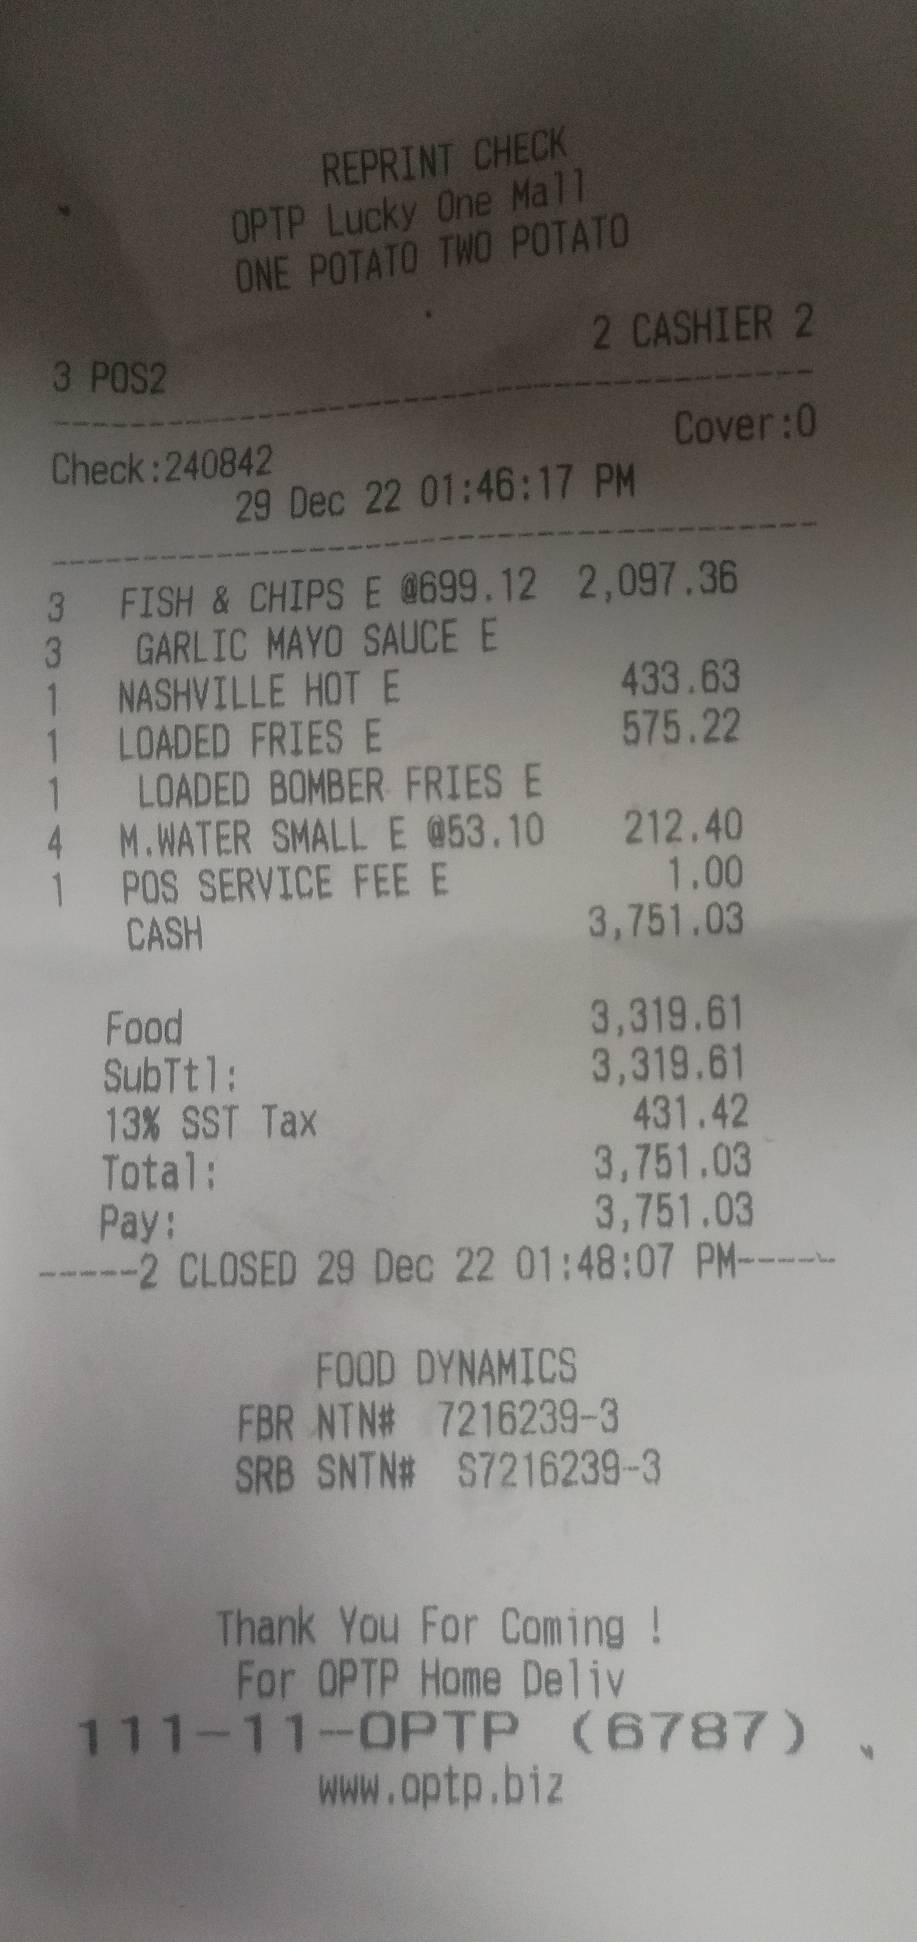 REPRINT CHECK
OPTP Lucky One Mall
ONE POTATO TWO POTATO
3 POS2 2 CASHIER 2
Check:240842 Cover:0
29 Dec 22 01:46:17 PM
3 FISH & CHIPS E @699.12 2,097.36
3 GARLIC MAYO SAUCE E
1 NASHVILLE HOT E 433.63
1 LOADED FRIES E 575.22
1 LOADED BOMBER FRIES E
4 M.WATER SMALL E @53.10 212.40
1 POS SERVICE FEE E 1.00
CASH 3,751.03
Food 3,319.61
SubTtl: 3,319.61
13% SST Tax 431.42
Total: 3,751.03
Pay: 3,751.03
-----2 CLOSED 29 Dec 22 01:48:07 PM-----
FOOD DYNAMICS
FBR NTN# 7216239-3
SRB SNTN# S7216239-3
Thank You For Coming !
For OPTP Home Deliv
111-11-OPTP (6787)
www.optp.biz